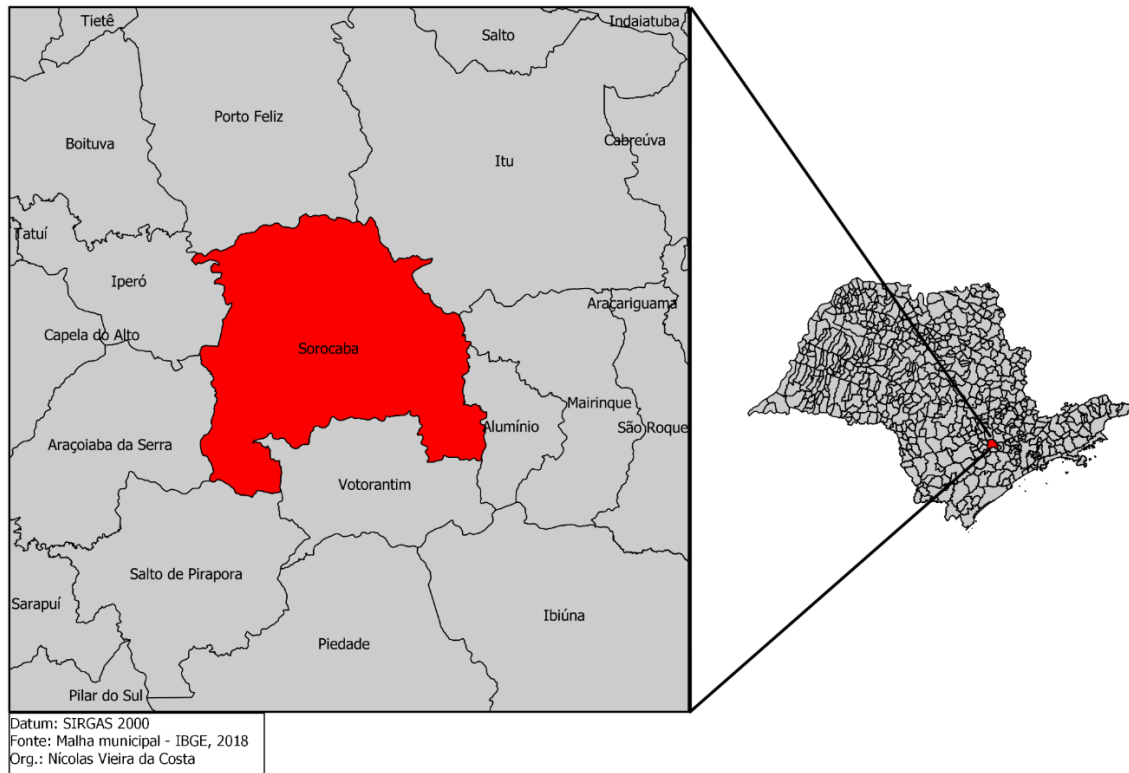 Tietê
Indaiatuba
Salto
Porto Feliz
Boituva
Cabreúva
Itu
Tatuí
Iperó
Araçariguama
Capela do Alto
Sorocaba
Mairinque
Alumínio
São Roque
Araçoiaba da Serra
Votorantim
Salto de Pirapora
Sarapuí
Ibiúna
Piedade
Pilar do Sul
Datum: SIRGAS 2000
Fonte: Malha municipal - IBGE, 2018
Org.: Nícolas Vieira da Costa